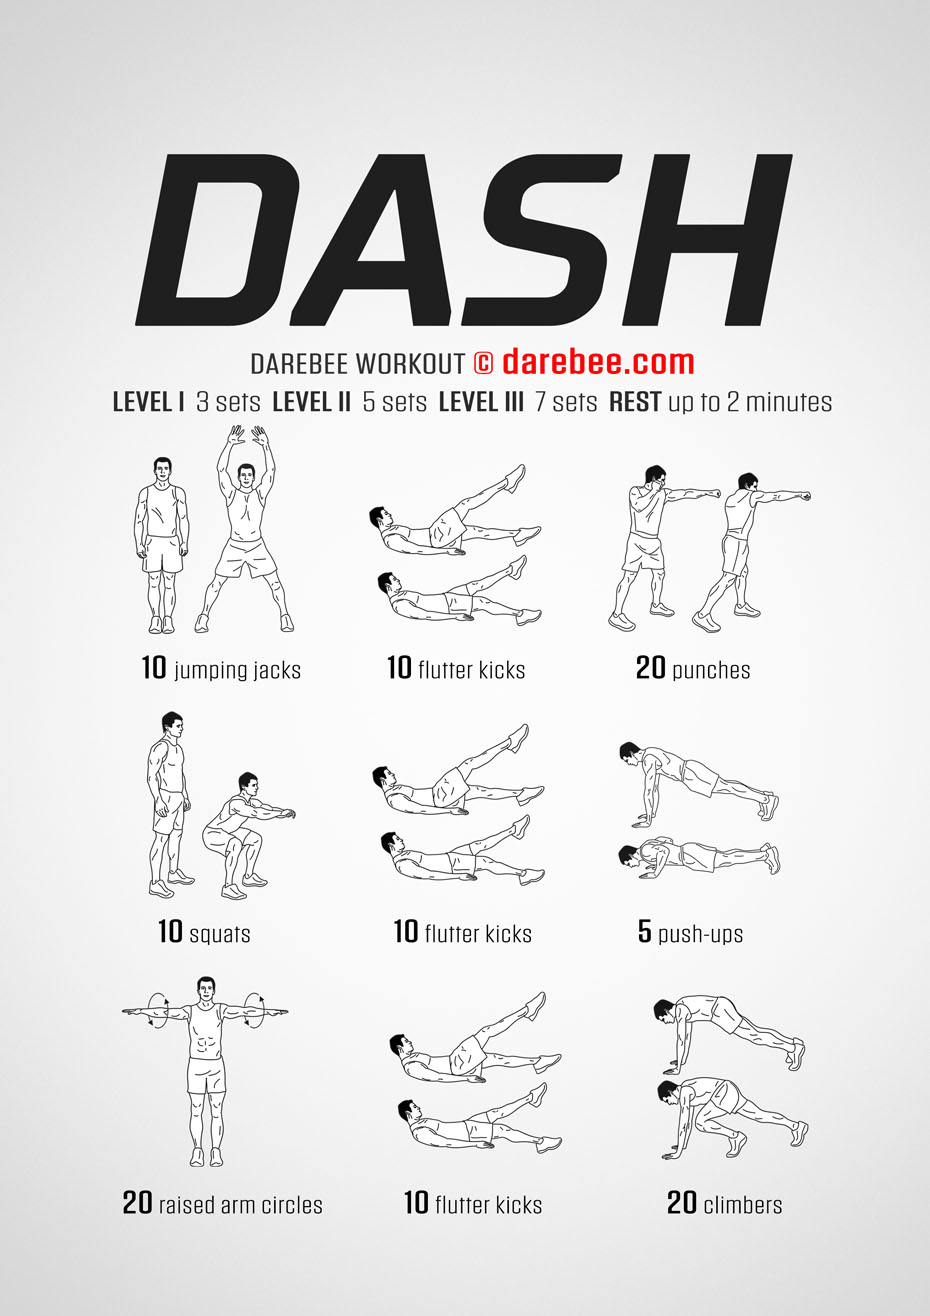 DASH
DAREBEE WORKOUT © darebee.com
LEVEL I 3 sets LEVEL II 5 sets LEVEL III 7 sets REST up to 2 minutes
10 jumping jacks
10 flutter kicks
20 punches
10 squats
10 flutter kicks
5 push-ups
20 raised arm circles
10 flutter kicks
20 climbers